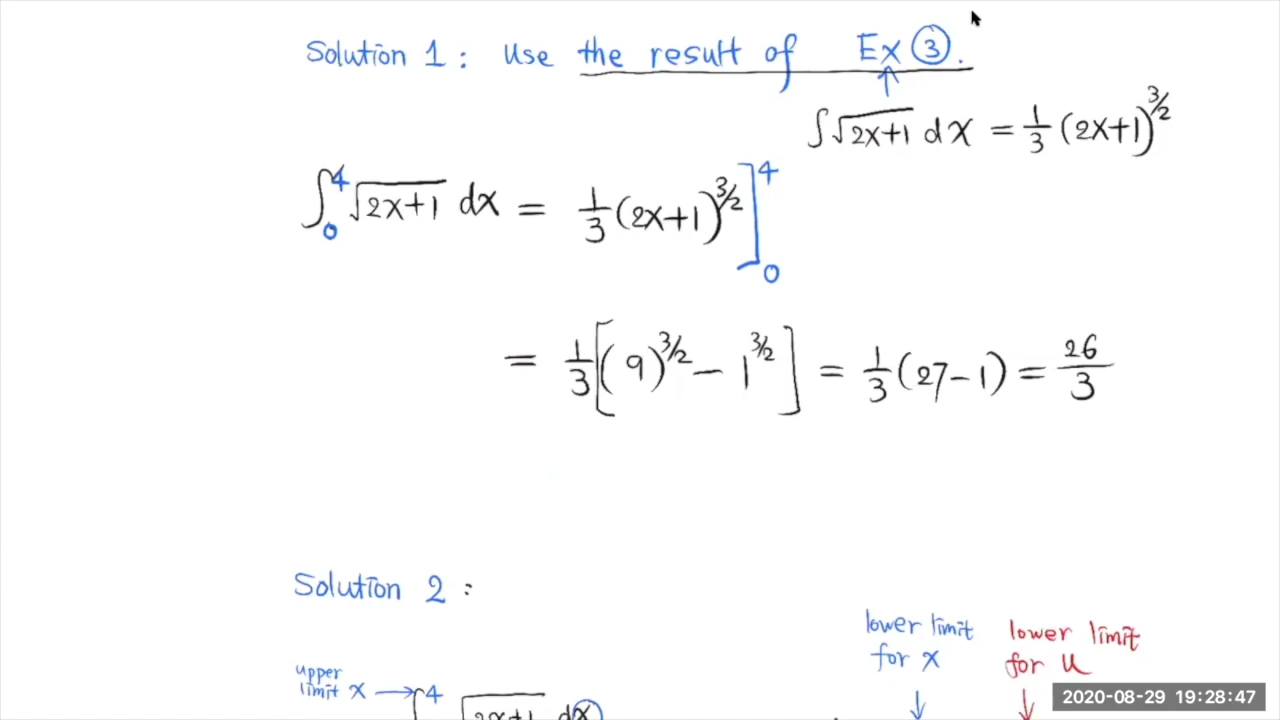 Solution 1 : Use the result of Ex ③.
∫√2x+1 dx = 1/3 (2x+1)^3/2
∫₀⁴ √2x+1 dx = 1/3 (2x+1)^3/2 ]₀⁴
= 1/3 [(9)^3/2 − 1^3/2] = 1/3 (27−1) = 26/3
Solution 2 :
lower limit
for x
lower limit
for u
upper
limit x → ∫⁴ √2x+1 dx
2020-08-29 19:28:47